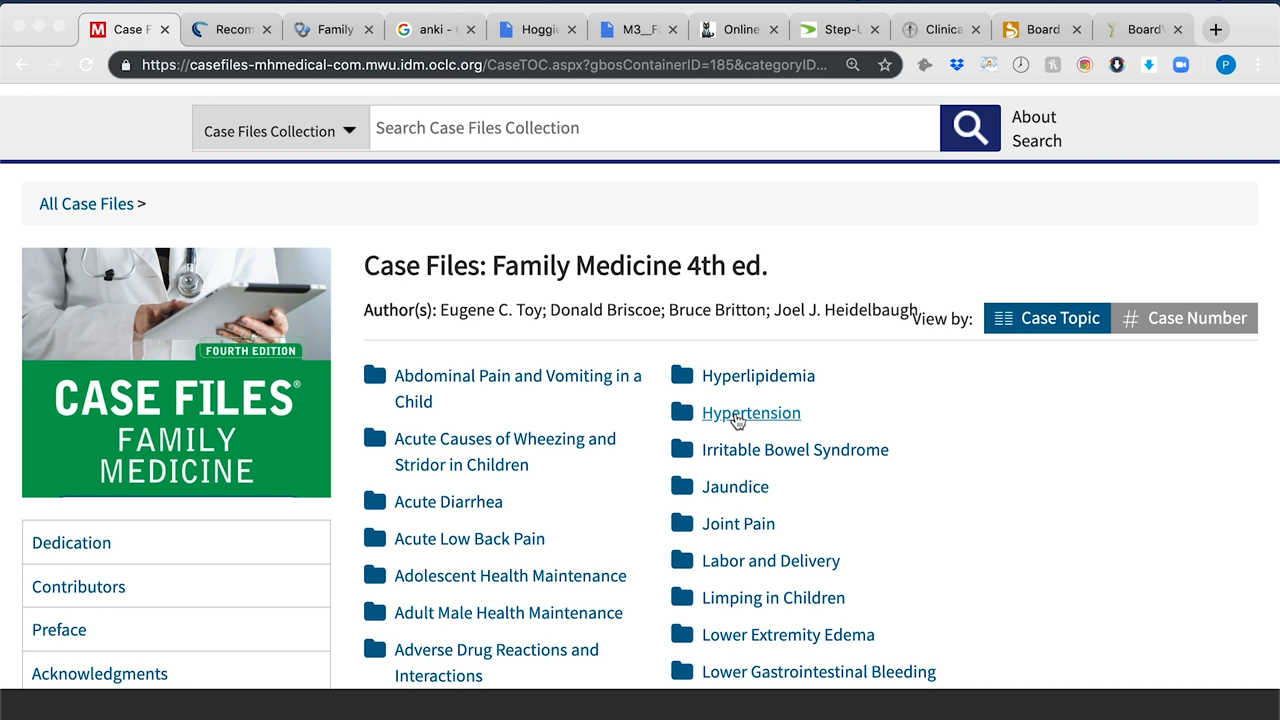 M Case F
Recom
Family
G anki - G
Hoggie
M3__Fa
Online
Step-U
Clinica
Board
BoardV
https://casefiles-mhmedical-com.mwu.idm.oclc.org/CaseTOC.aspx?gbosContainerID=185&categoryID...
P
Case Files Collection
Search Case Files Collection
About
Search
All Case Files >
FOURTH EDITION
CASE FILES®
FAMILY
MEDICINE
Dedication
Contributors
Preface
Acknowledgments
Case Files: Family Medicine 4th ed.
Author(s): Eugene C. Toy; Donald Briscoe; Bruce Britton; Joel J. Heidelbaugh
View by:
Case Topic
# Case Number
Abdominal Pain and Vomiting in a
Child
Acute Causes of Wheezing and
Stridor in Children
Acute Diarrhea
Acute Low Back Pain
Adolescent Health Maintenance
Adult Male Health Maintenance
Adverse Drug Reactions and
Interactions
Hyperlipidemia
Hypertension
Irritable Bowel Syndrome
Jaundice
Joint Pain
Labor and Delivery
Limping in Children
Lower Extremity Edema
Lower Gastrointestinal Bleeding